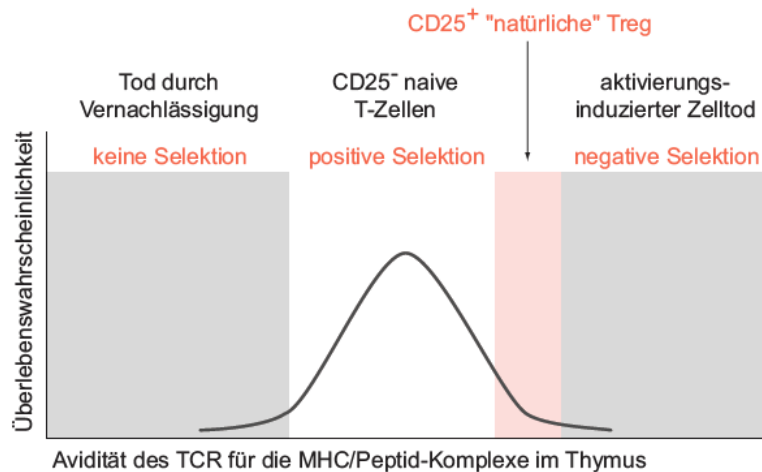 CD25⁺ "natürliche" Treg
Tod durch
Vernachlässigung
CD25⁻ naive
T-Zellen
aktivierungs-
induzierter Zelltod
keine Selektion
positive Selektion
negative Selektion
Überlebenswahrscheinlichkeit
Avidität des TCR für die MHC/Peptid-Komplexe im Thymus